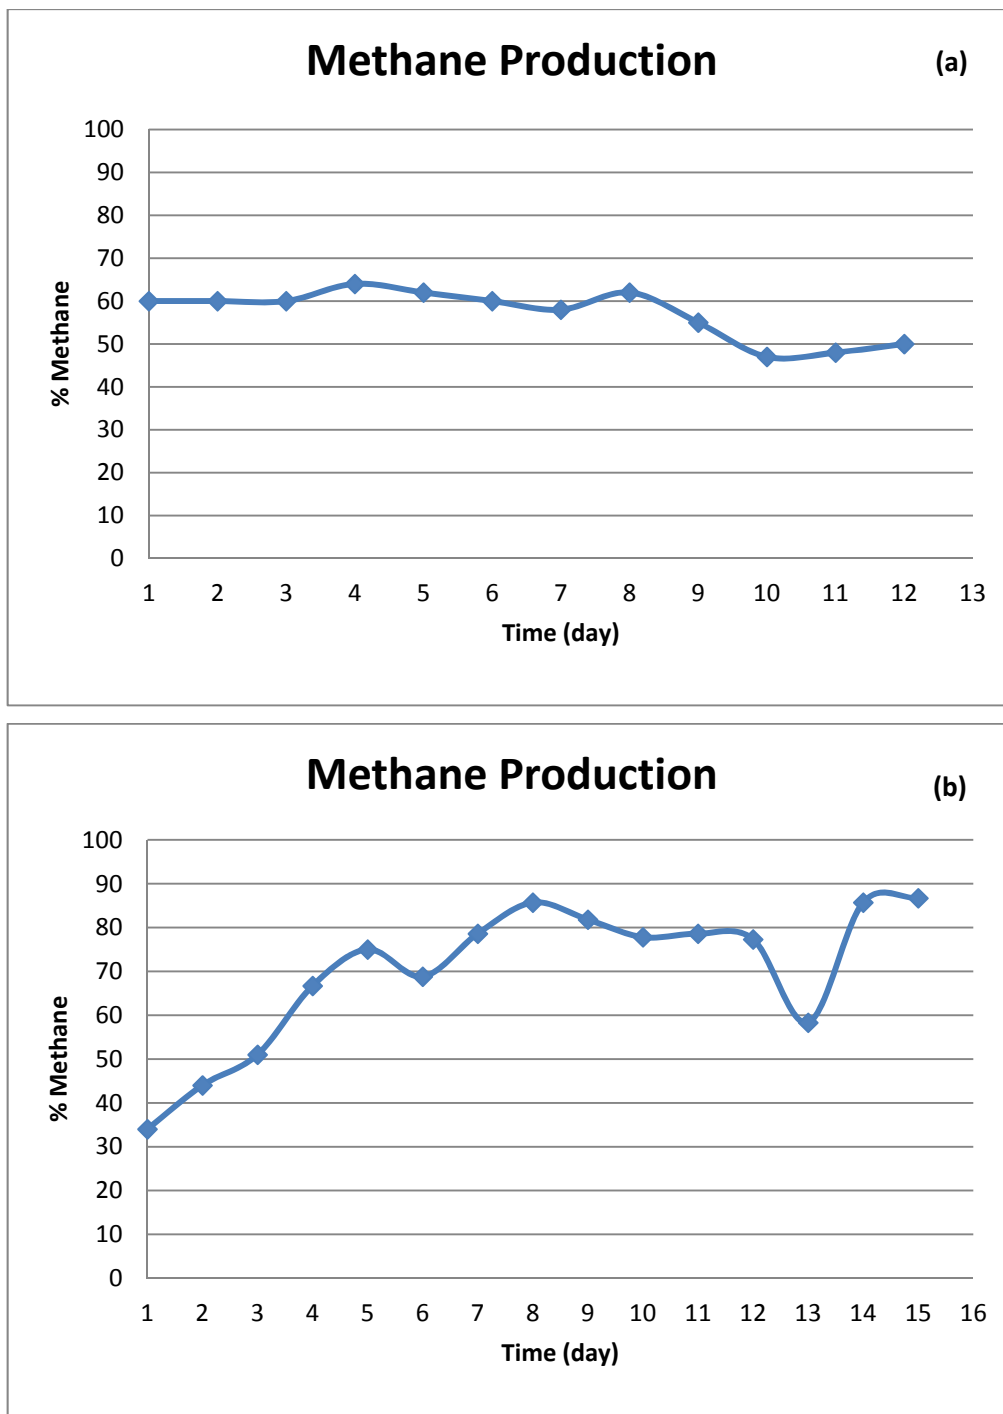 Methane Production
(a)
100
90
80
70
60
50
40
30
20
10
0
% Methane
1 2 3 4 5 6 7 8 9 10 11 12 13
Time (day)
Methane Production
(b)
100
90
80
70
60
50
40
30
20
10
0
% Methane
1 2 3 4 5 6 7 8 9 10 11 12 13 14 15 16
Time (day)